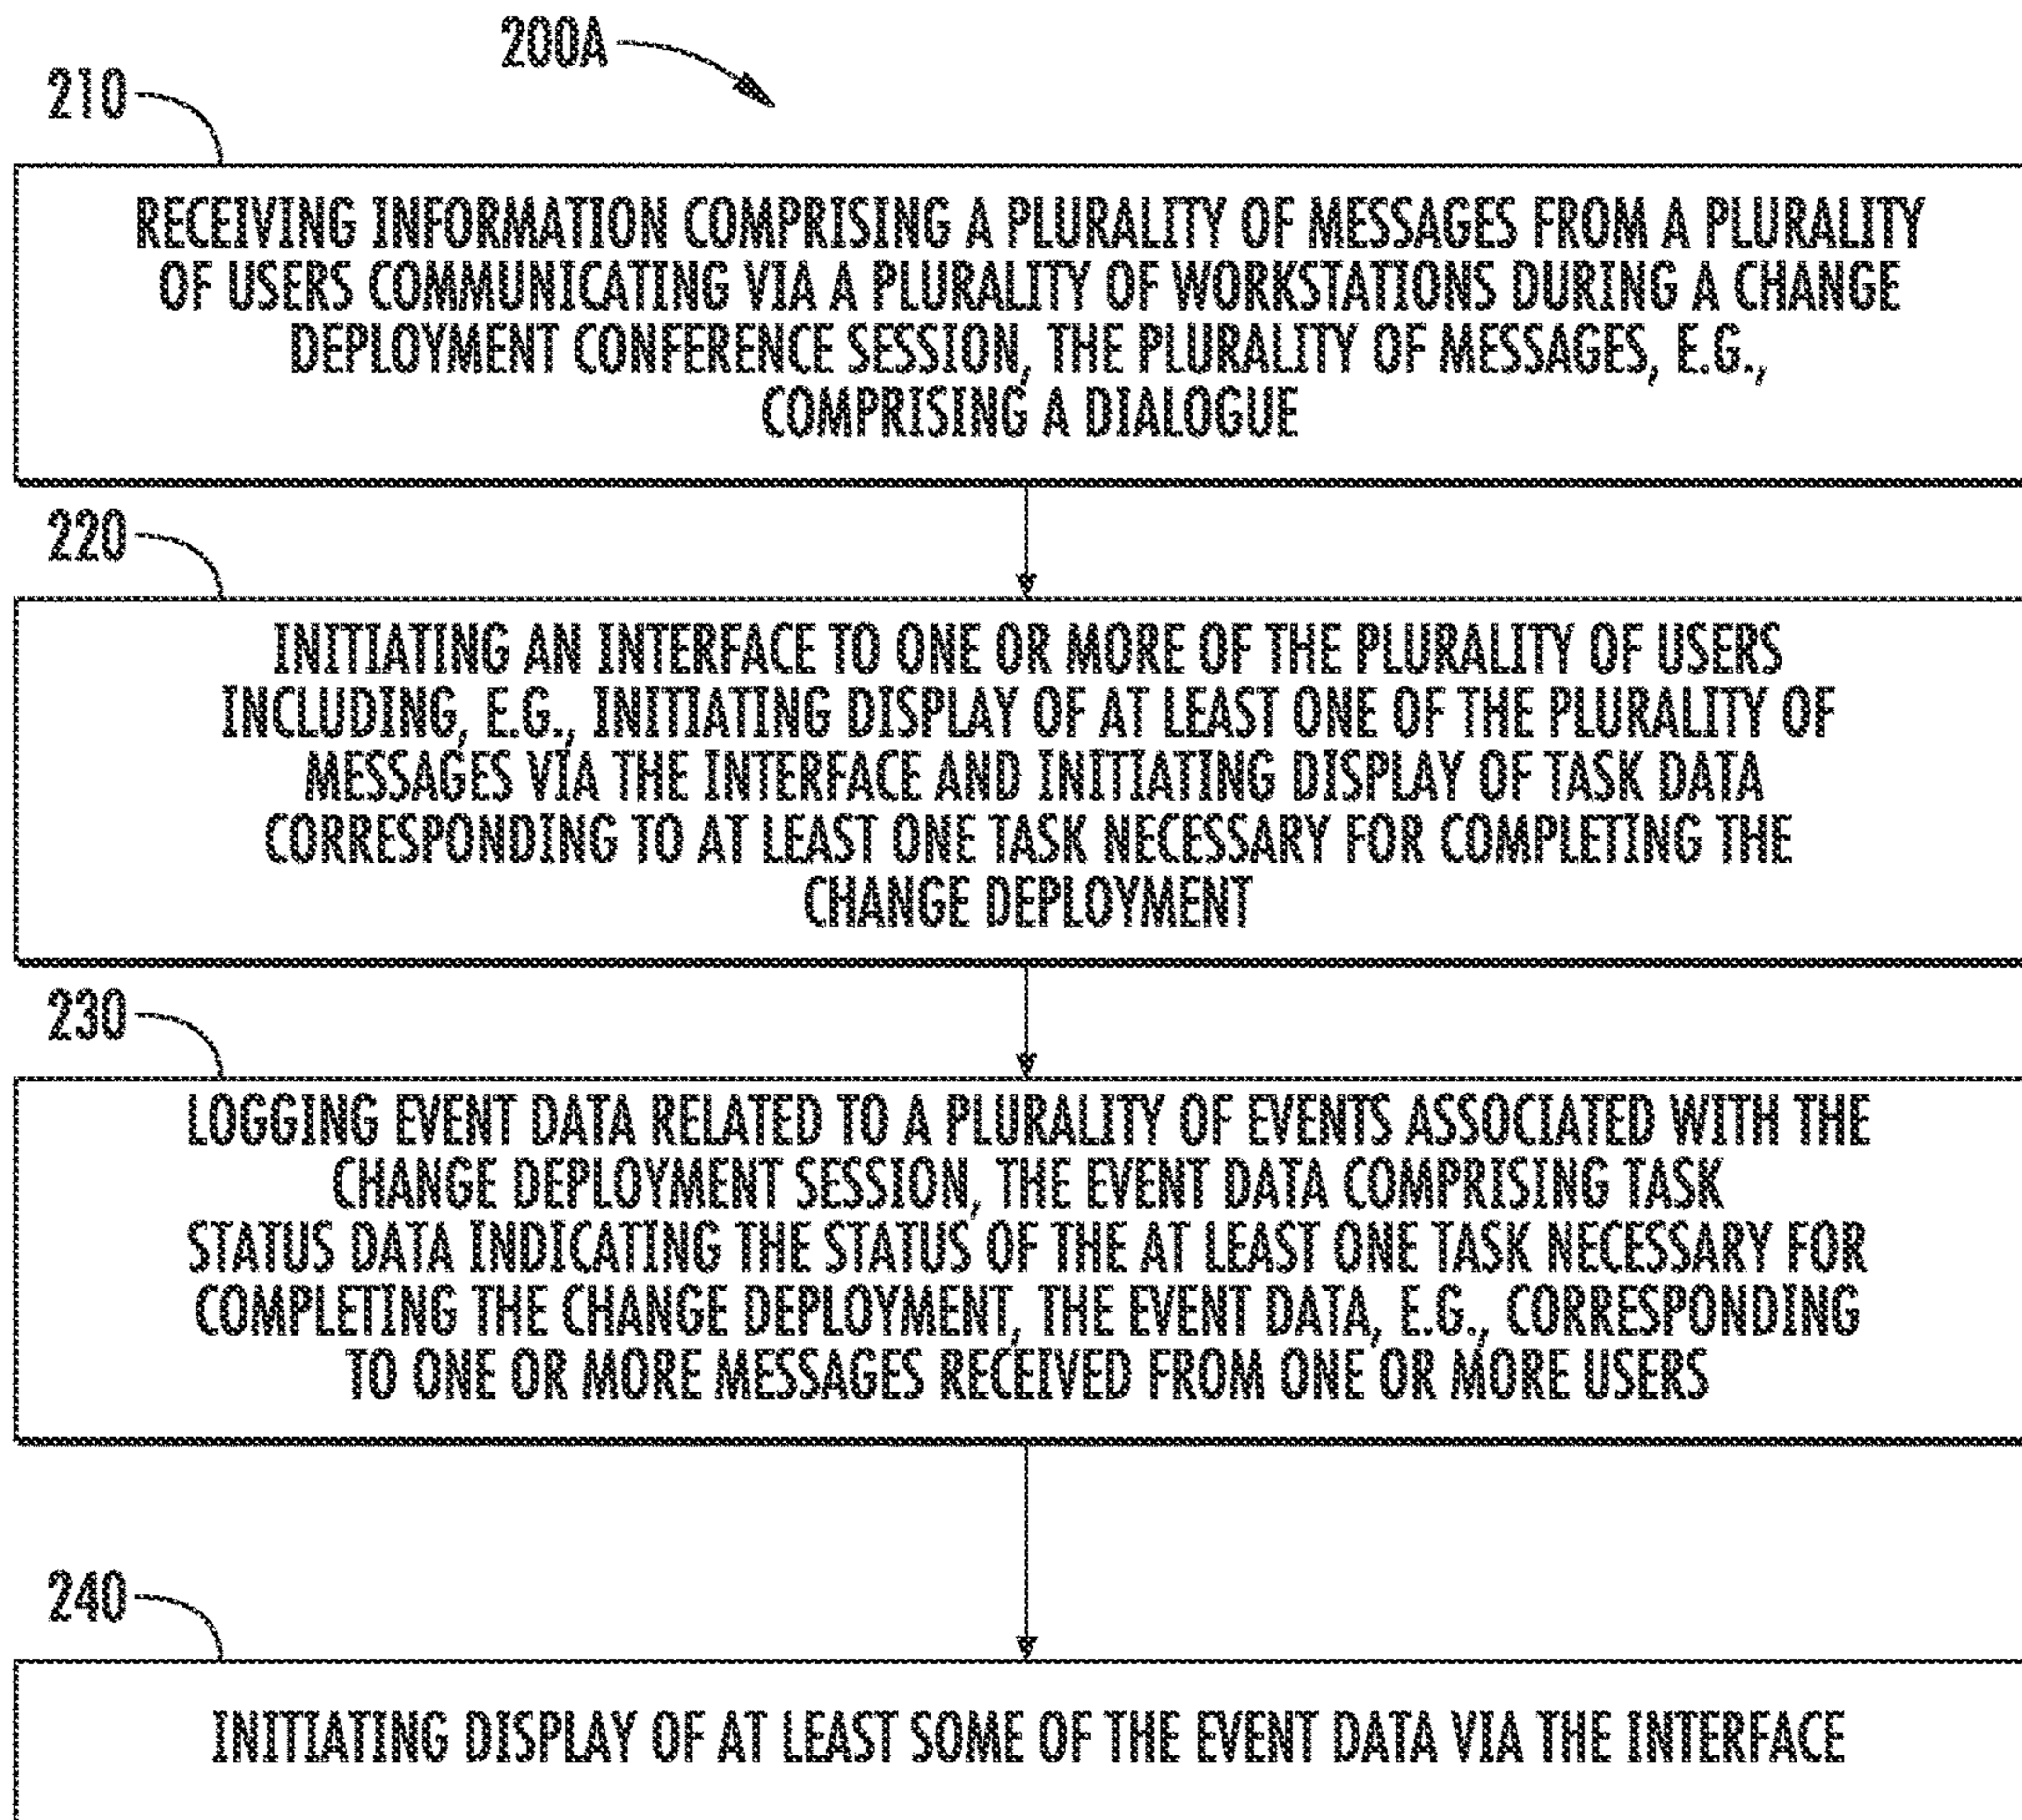 200A
210
RECEIVING INFORMATION COMPRISING A PLURALITY OF MESSAGES FROM A PLURALITY
OF USERS COMMUNICATING VIA A PLURALITY OF WORKSTATIONS DURING A CHANGE
DEPLOYMENT CONFERENCE SESSION, THE PLURALITY OF MESSAGES, E.G.,
COMPRISING A DIALOGUE
220
INITIATING AN INTERFACE TO ONE OR MORE OF THE PLURALITY OF USERS
INCLUDING, E.G., INITIATING DISPLAY OF AT LEAST ONE OF THE PLURALITY OF
MESSAGES VIA THE INTERFACE AND INITIATING DISPLAY OF TASK DATA
CORRESPONDING TO AT LEAST ONE TASK NECESSARY FOR COMPLETING THE
CHANGE DEPLOYMENT
230
LOGGING EVENT DATA RELATED TO A PLURALITY OF EVENTS ASSOCIATED WITH THE
CHANGE DEPLOYMENT SESSION, THE EVENT DATA COMPRISING TASK
STATUS DATA INDICATING THE STATUS OF THE AT LEAST ONE TASK NECESSARY FOR
COMPLETING THE CHANGE DEPLOYMENT, THE EVENT DATA, E.G., CORRESPONDING
TO ONE OR MORE MESSAGES RECEIVED FROM ONE OR MORE USERS
240
INITIATING DISPLAY OF AT LEAST SOME OF THE EVENT DATA VIA THE INTERFACE